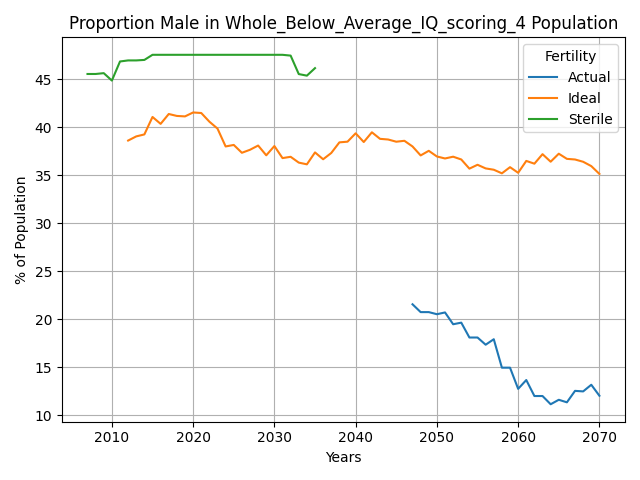 Proportion Male in Whole_Below_Average_IQ_scoring_4 Population
% of Population
45
40
35
30
25
20
15
10
Fertility
Actual
Ideal
Sterile
2010 2020 2030 2040 2050 2060 2070
Years